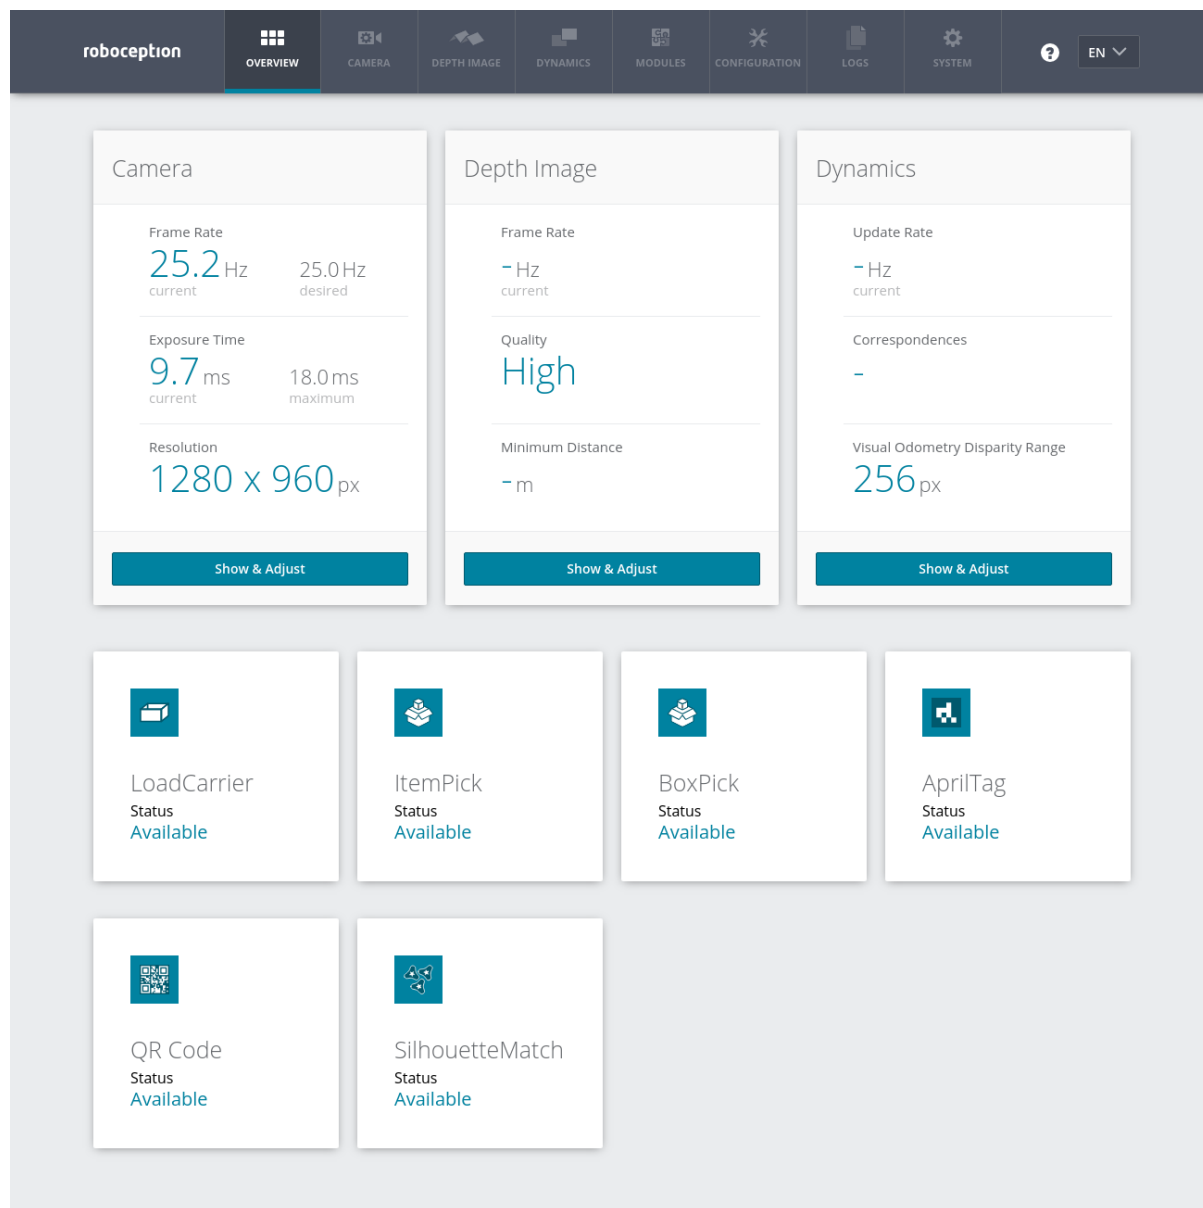 roboception
OVERVIEW
CAMERA
DEPTH IMAGE
DYNAMICS
MODULES
CONFIGURATION
LOGS
SYSTEM
?
EN
Camera
Frame Rate
25.2 Hz 25.0 Hz
current desired
Exposure Time
9.7 ms 18.0 ms
current maximum
Resolution
1280 x 960 px
Show & Adjust
Depth Image
Frame Rate
- Hz
current
Quality
High
Minimum Distance
- m
Show & Adjust
Dynamics
Update Rate
- Hz
current
Correspondences
-
Visual Odometry Disparity Range
256 px
Show & Adjust
LoadCarrier
Status
Available
ItemPick
Status
Available
BoxPick
Status
Available
AprilTag
Status
Available
QR Code
Status
Available
SilhouetteMatch
Status
Available